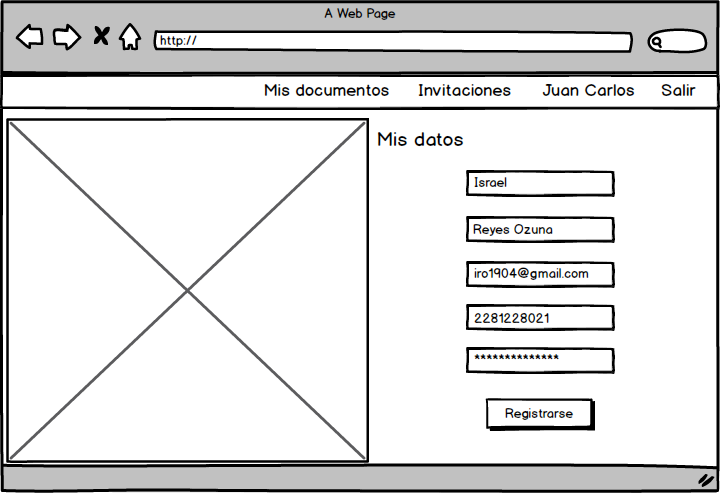 A Web Page
http://
Mis documentos Invitaciones Juan Carlos Salir
Mis datos
Israel
Reyes Ozuna
iro1904@gmail.com
2281228021
**************
Registrarse